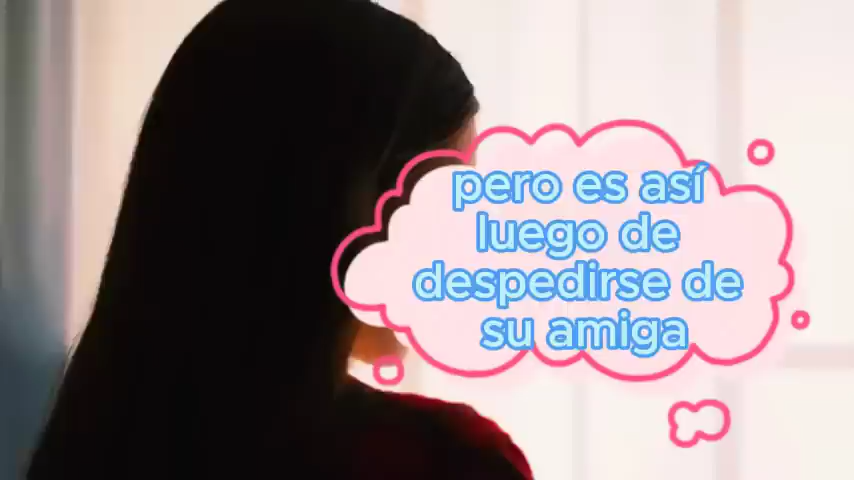 pero es así
luego de
despedirse de
su amiga